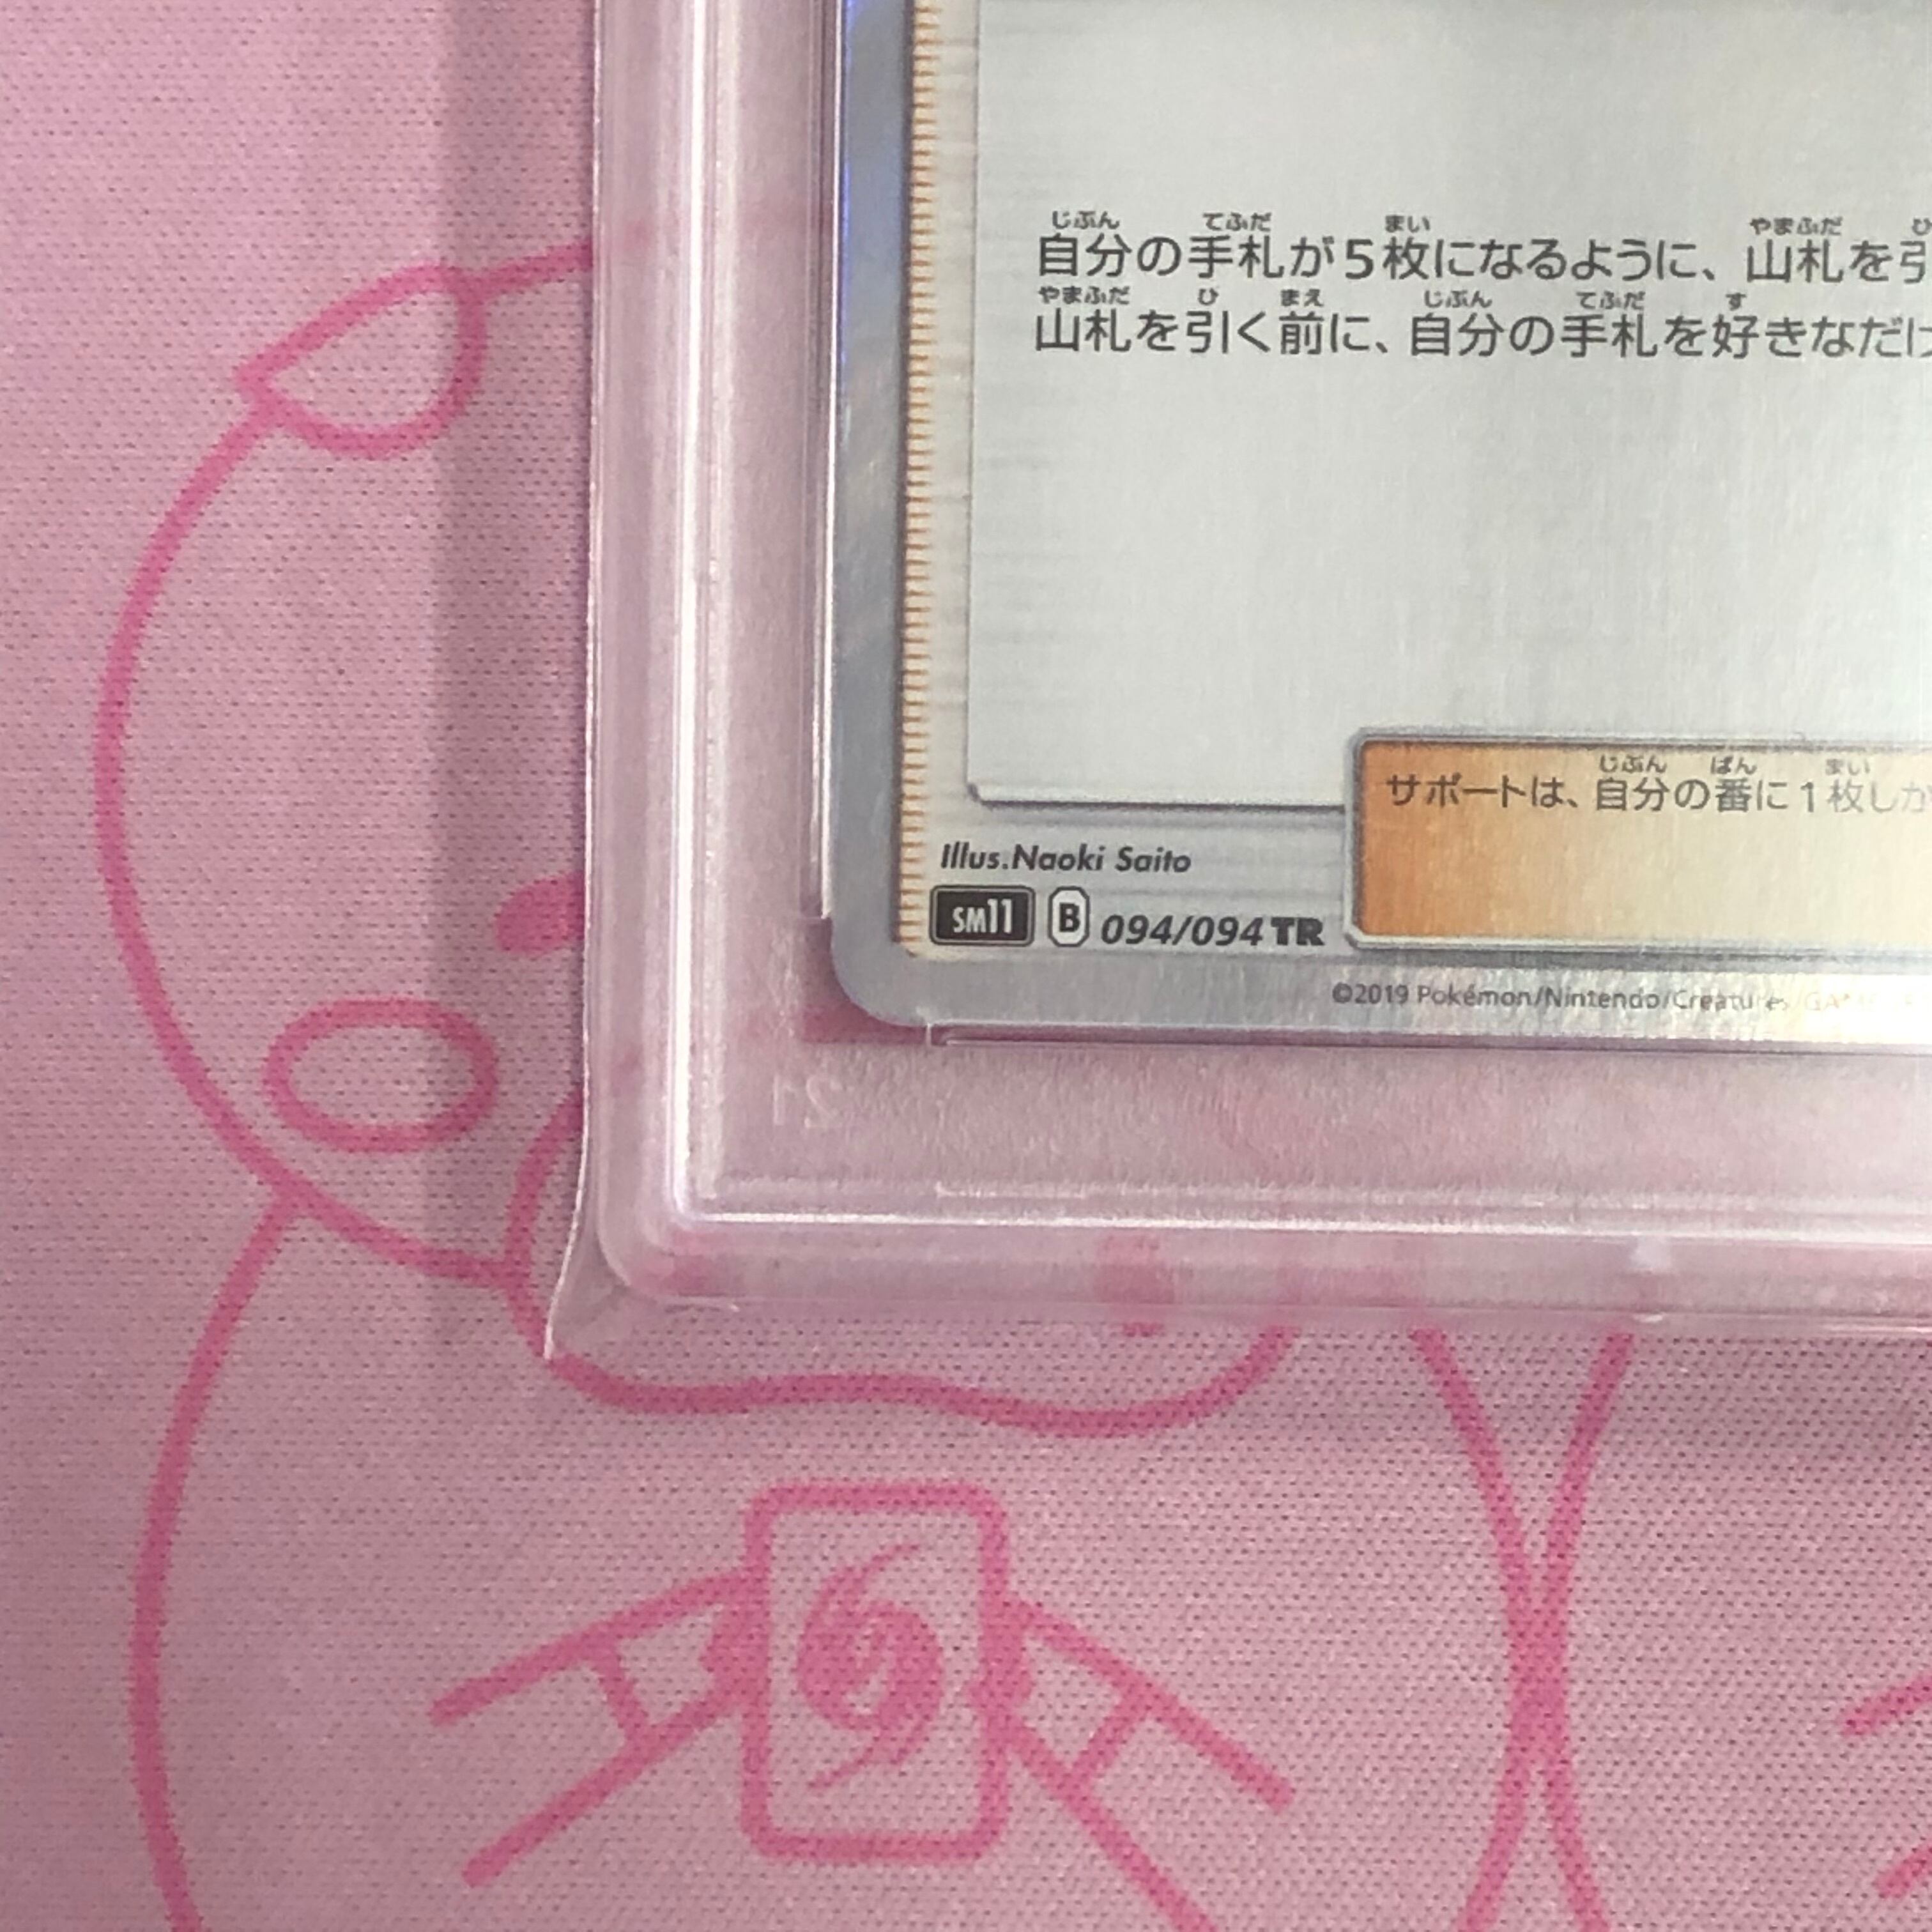 自分の手札が5枚になるように、山札を引
山札を引く前に、自分の手札を好きなだけ
サポートは、自分の番に1枚しか
Illus.Naoki Saito
SM11 B 094/094 TR
©2019 Pokémon/Nintendo/Creatures/GAME